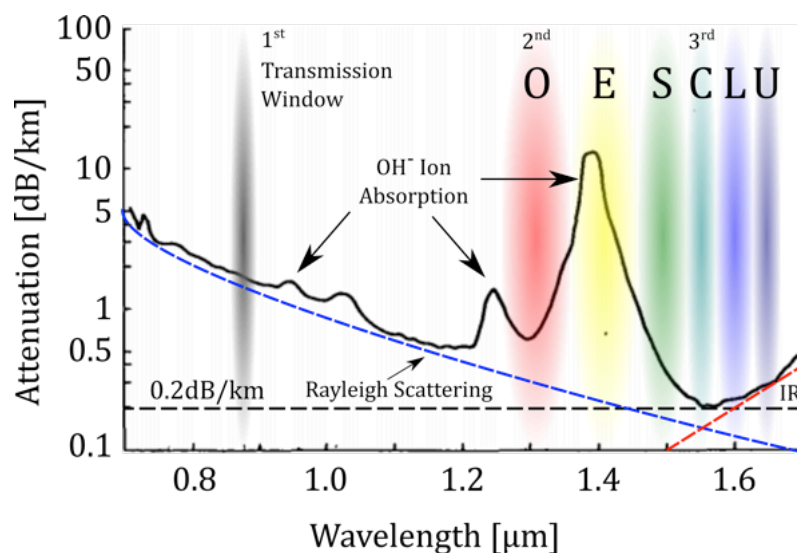 100
50
10
5
1
0.5
0.1
Attenuation [dB/km]
1st
Transmission
Window
2nd
3rd
O E S C L U
OH- Ion
Absorption
Rayleigh Scattering
0.2dB/km
IR
0.8 1.0 1.2 1.4 1.6
Wavelength [μm]